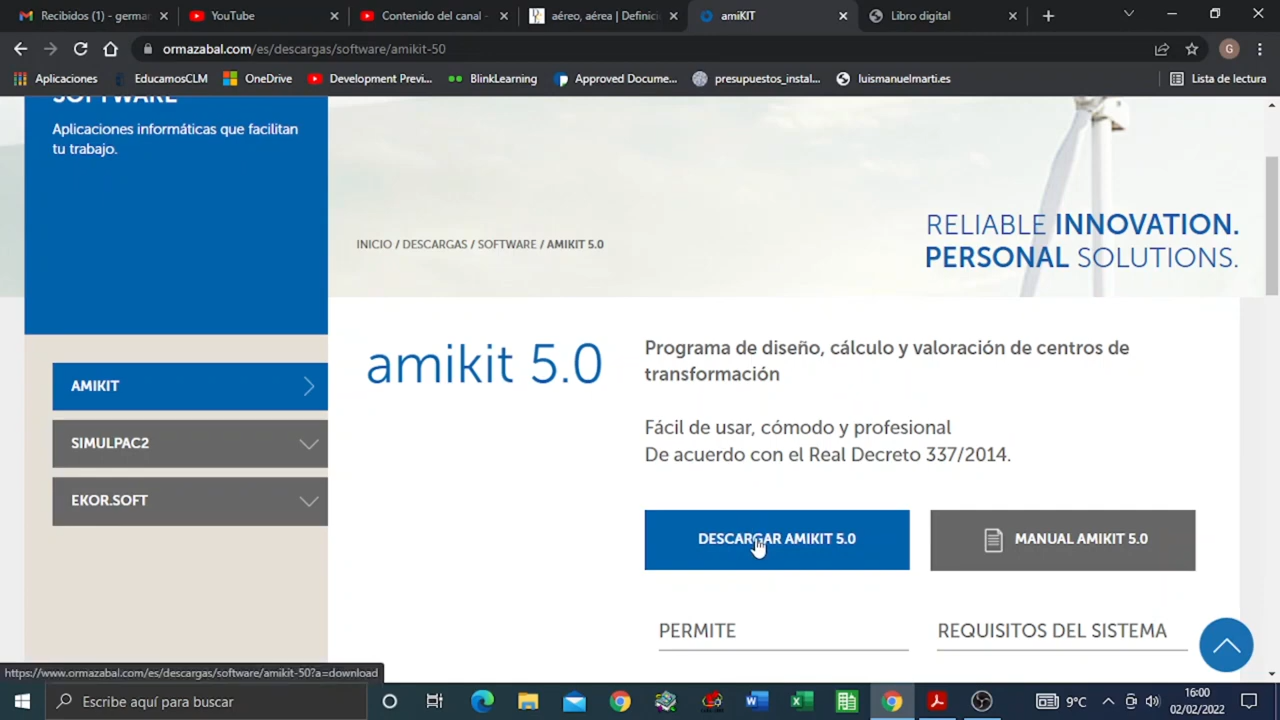 Recibidos (1) - germa
YouTube
Contenido del canal -
aéreo, aérea | Definici
amiKIT
Libro digital
ormazabal.com/es/descargas/software/amikit-50
G
Aplicaciones
EducamosCLM
OneDrive
Development Previ...
BlinkLearning
Approved Docume...
presupuestos_instal...
luismanuelmarti.es
Lista de lectura
SOFTWARE
Aplicaciones informáticas que facilitan
tu trabajo.
RELIABLE INNOVATION.
PERSONAL SOLUTIONS.
INICIO / DESCARGAS / SOFTWARE / AMIKIT 5.0
AMIKIT
SIMULPAC2
EKOR.SOFT
amikit 5.0
Programa de diseño, cálculo y valoración de centros de
transformación
Fácil de usar, cómodo y profesional
De acuerdo con el Real Decreto 337/2014.
DESCARGAR AMIKIT 5.0
MANUAL AMIKIT 5.0
PERMITE
REQUISITOS DEL SISTEMA
https://www.ormazabal.com/es/descargas/software/amikit-50?a=download
Escribe aquí para buscar
9°C
16:00
02/02/2022